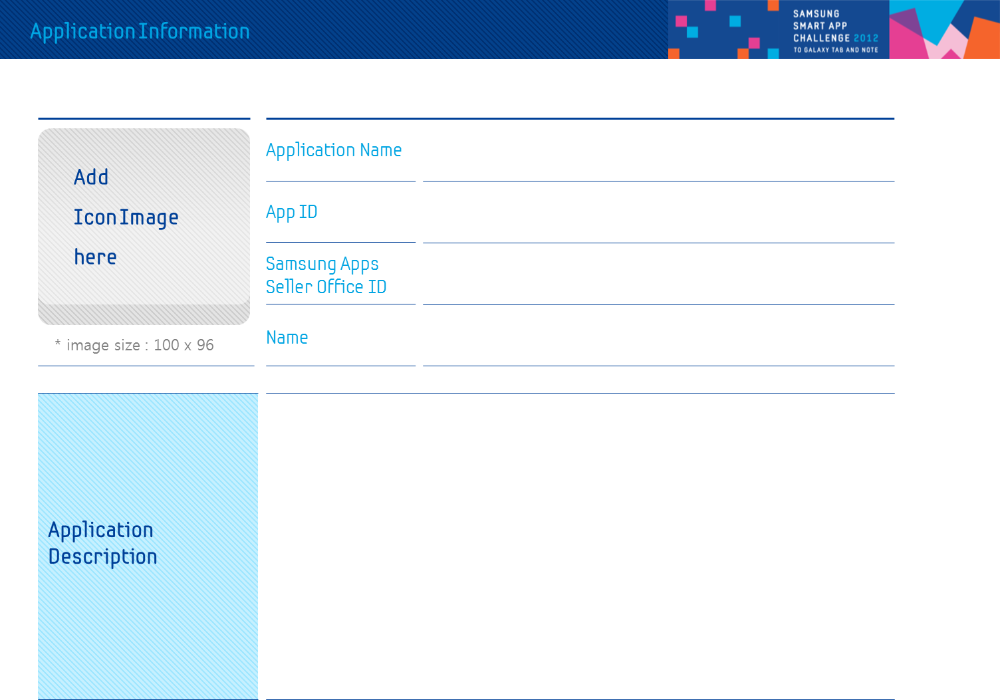 Application Information
SAMSUNG
SMART APP
CHALLENGE 2012
TO GALAXY TAB AND NOTE
Add
Icon Image
here
* image size : 100 x 96
Application Name
App ID
Samsung Apps
Seller Office ID
Name
Application
Description